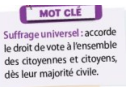 MOT CLÉ
Suffrage universel : accorde
le droit de vote à l'ensemble
des citoyennes et citoyens,
dès leur majorité civile.